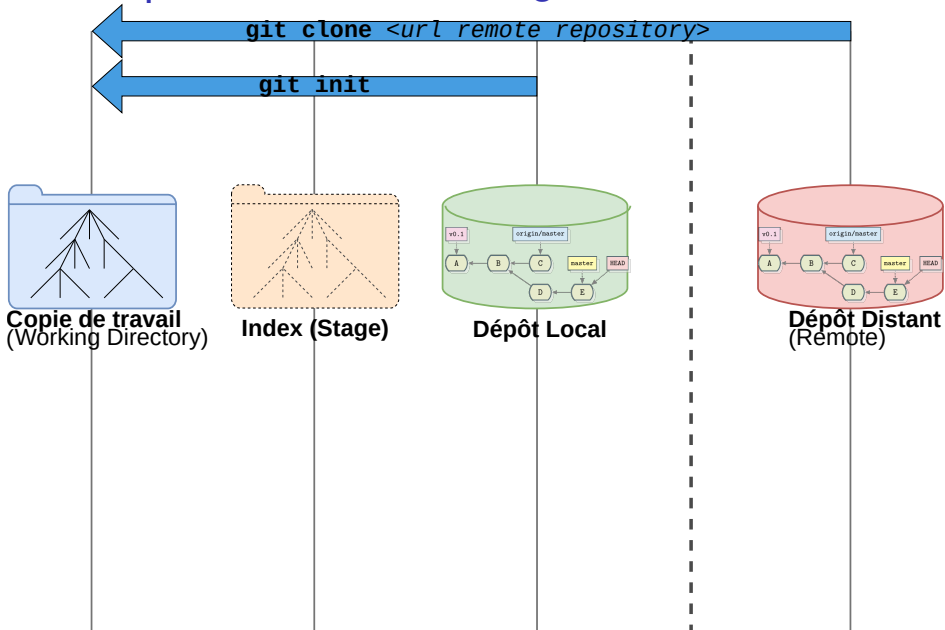 git clone <url remote repository>
git init
v0.1
origin/master
A
B
C
master
HEAD
D
E
v0.1
origin/master
A
B
C
master
HEAD
D
E
Copie de travail
(Working Directory)
Index (Stage)
Dépôt Local
Dépôt Distant
(Remote)